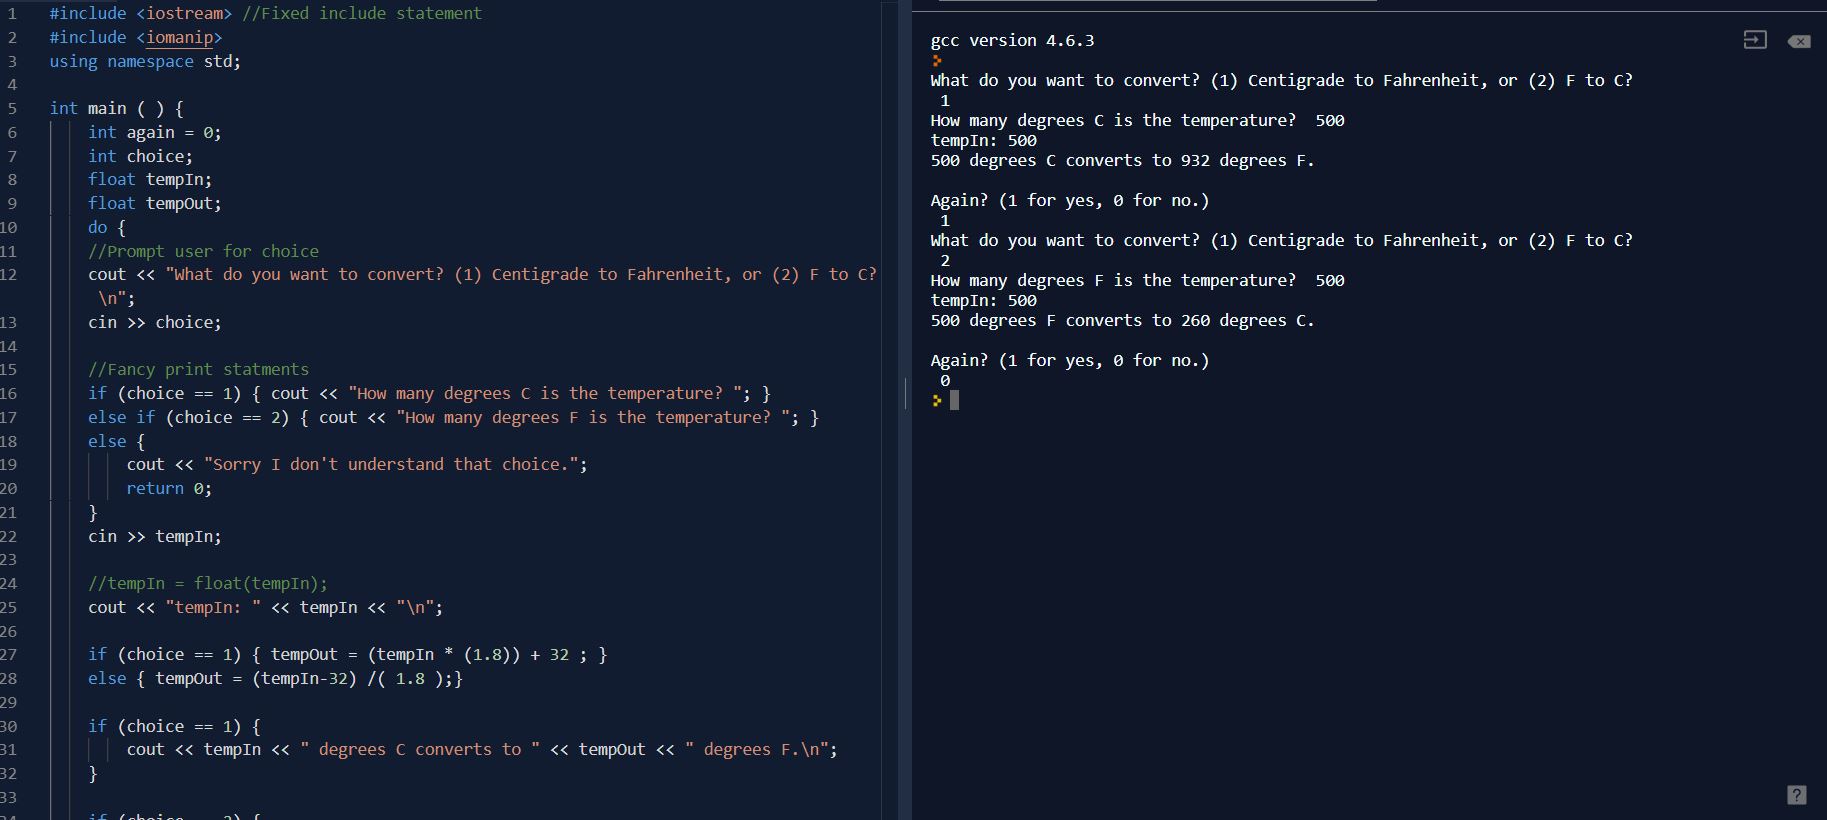 1 #include <iostream> //Fixed include statement
2 #include <iomanip>
3 using namespace std;
4
5 int main ( ) {
6 int again = 0;
7 int choice;
8 float tempIn;
9 float tempOut;
10 do {
11 //Prompt user for choice
12 cout << "What do you want to convert? (1) Centigrade to Fahrenheit, or (2) F to C?
\n";
13 cin >> choice;
14
15 //Fancy print statments
16 if (choice == 1) { cout << "How many degrees C is the temperature? "; }
17 else if (choice == 2) { cout << "How many degrees F is the temperature? "; }
18 else {
19 cout << "Sorry I don't understand that choice.";
20 return 0;
21 }
22 cin >> tempIn;
23
24 //tempIn = float(tempIn);
25 cout << "tempIn: " << tempIn << "\n";
26
27 if (choice == 1) { tempOut = (tempIn * (1.8)) + 32 ; }
28 else { tempOut = (tempIn-32) /( 1.8 );}
29
30 if (choice == 1) {
31 cout << tempIn << " degrees C converts to " << tempOut << " degrees F.\n";
32 }
33
gcc version 4.6.3
What do you want to convert? (1) Centigrade to Fahrenheit, or (2) F to C?
1
How many degrees C is the temperature?  500
tempIn: 500
500 degrees C converts to 932 degrees F.
Again? (1 for yes, 0 for no.)
1
What do you want to convert? (1) Centigrade to Fahrenheit, or (2) F to C?
2
How many degrees F is the temperature?  500
tempIn: 500
500 degrees F converts to 260 degrees C.
Again? (1 for yes, 0 for no.)
0
?